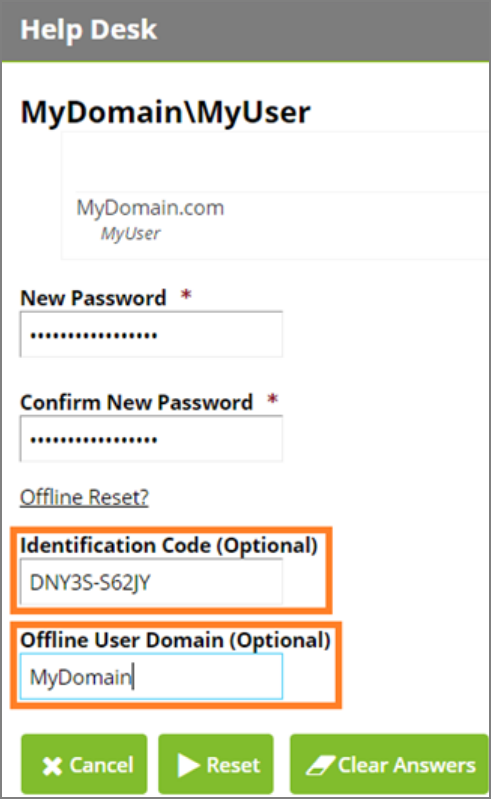 Help Desk
MyDomain\MyUser
MyDomain.com
MyUser
New Password *
•••••••••••••••••
Confirm New Password *
•••••••••••••••••
Offline Reset?
Identification Code (Optional)
DNY3S-S62JY
Offline User Domain (Optional)
MyDomain
Cancel Reset Clear Answers